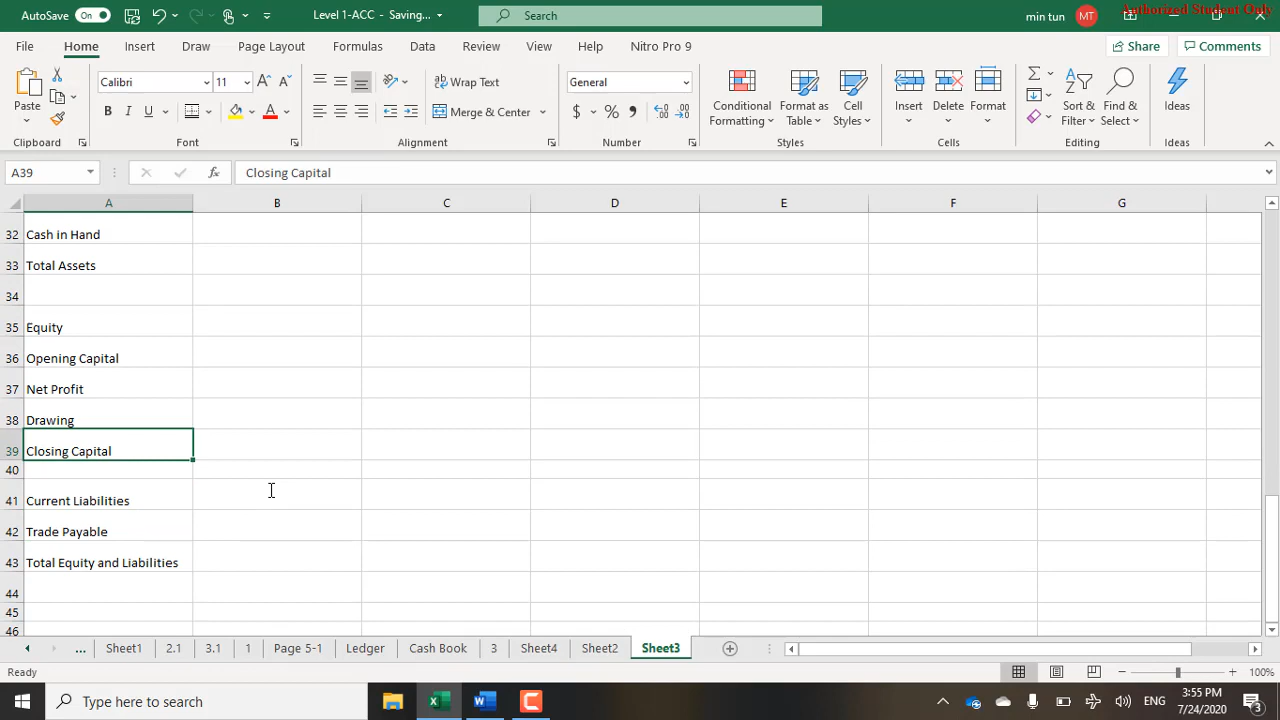 AutoSave On Level 1-ACC - Saving... Search min tun MT Authorized Student Only
File Home Insert Draw Page Layout Formulas Data Review View Help Nitro Pro 9 Share Comments
Paste Calibri 11 Wrap Text General Conditional Formatting Format as Table Cell Styles Insert Delete Format Sort & Filter Find & Select Ideas
B I U Merge & Center $ % 9
Clipboard Font Alignment Number Styles Cells Editing Ideas
A39 fx Closing Capital
A B C D E F G
32 Cash in Hand
33 Total Assets
34
35 Equity
36 Opening Capital
37 Net Profit
38 Drawing
39 Closing Capital
40
41 Current Liabilities
42 Trade Payable
43 Total Equity and Liabilities
44
45
46
... Sheet1 2.1 3.1 1 Page 5-1 Ledger Cash Book 3 Sheet4 Sheet2 Sheet3
Ready 100%
Type here to search ENG 3:55 PM
7/24/2020 3